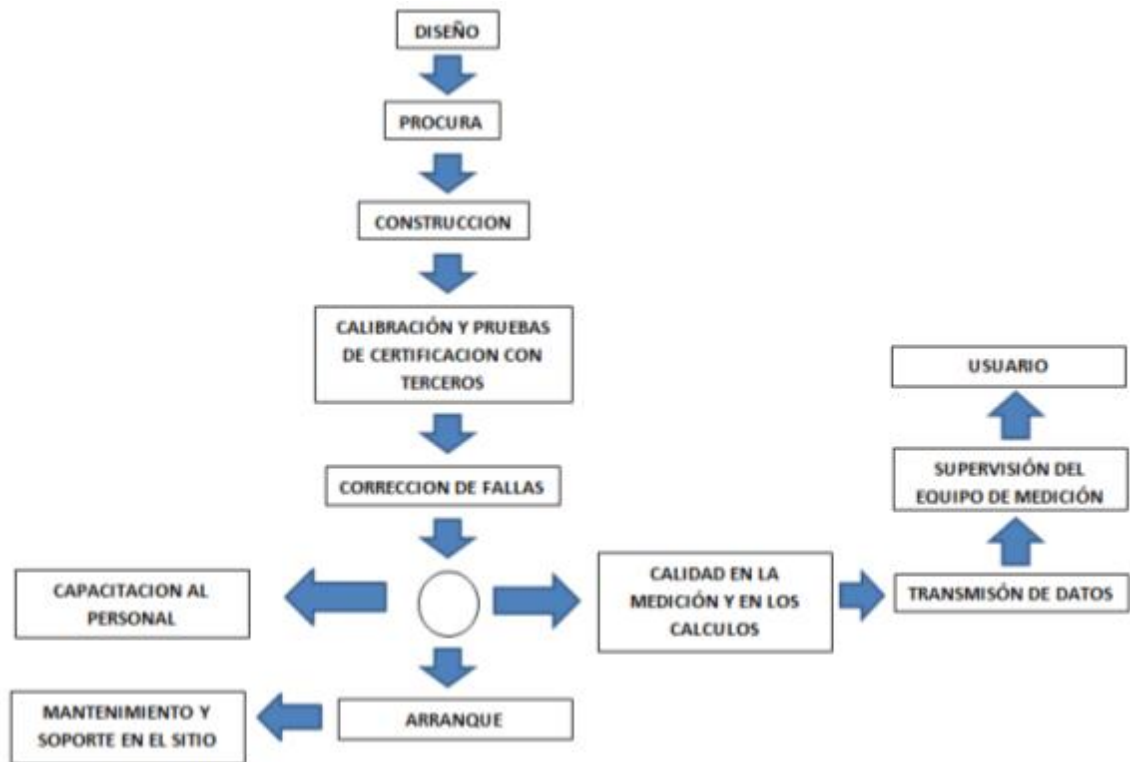 DISEÑO
PROCURA
CONSTRUCCION
CALIBRACIÓN Y PRUEBAS
DE CERTIFICACION CON
TERCEROS
CORRECCION DE FALLAS
CAPACITACION AL
PERSONAL
CALIDAD EN LA
MEDICIÓN Y EN LOS
CALCULOS
TRANSMISÓN DE DATOS
SUPERVISIÓN DEL
EQUIPO DE MEDICIÓN
USUARIO
ARRANQUE
MANTENIMIENTO Y
SOPORTE EN EL SITIO